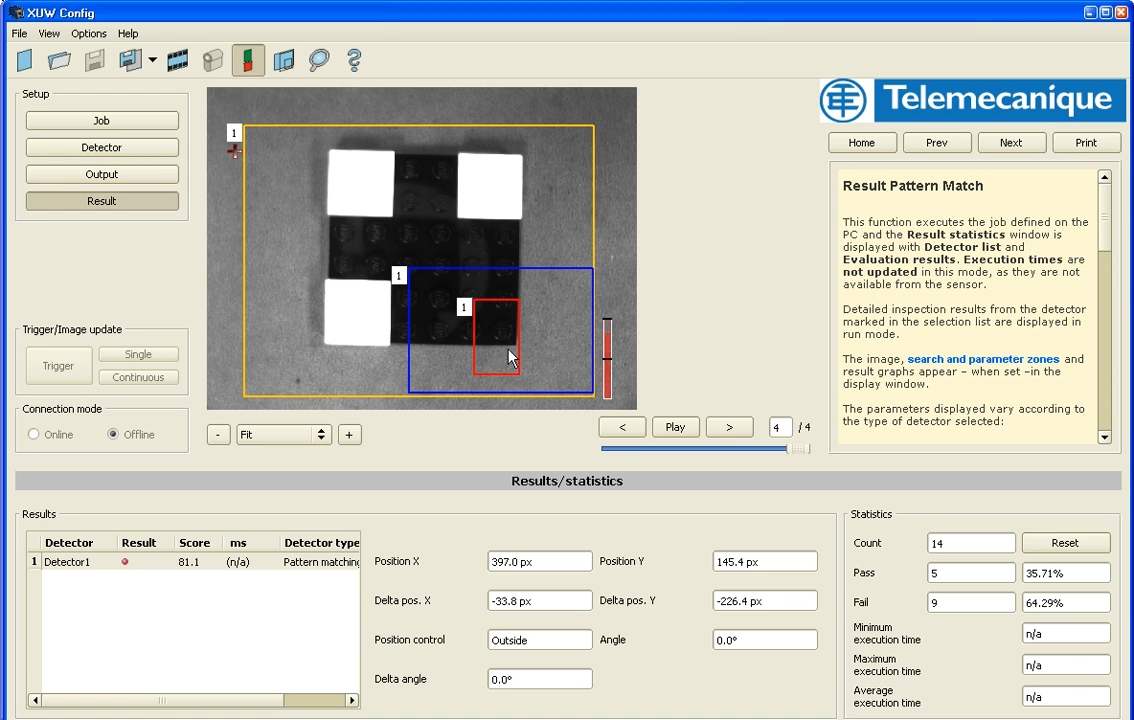 XUW Config
File View Options Help
Setup
Job
Detector
Output
Result
Trigger/Image update
Trigger
Single
Continuous
Connection mode
Online
Offline
1
1
1
- Fit +
< Play > 4 / 4
Telemecanique
Home Prev Next Print
Result Pattern Match
This function executes the job defined on the
PC and the Result statistics window is
displayed with Detector list and
Evaluation results. Execution times are
not updated in this mode, as they are not
available from the sensor.
Detailed inspection results from the detector
marked in the selection list are displayed in
run mode.
The image, search and parameter zones and
result graphs appear – when set –in the
display window.
The parameters displayed vary according to
the type of detector selected:
Results/statistics
Results
Detector Result Score ms Detector type
1 Detector1 81.1 (n/a) Pattern matching
Position X 397.0 px Position Y 145.4 px
Delta pos. X -33.8 px Delta pos. Y -226.4 px
Position control Outside Angle 0.0°
Delta angle 0.0°
Statistics
Count 14 Reset
Pass 5 35.71%
Fail 9 64.29%
Minimum
execution time n/a
Maximum
execution time n/a
Average
execution time n/a